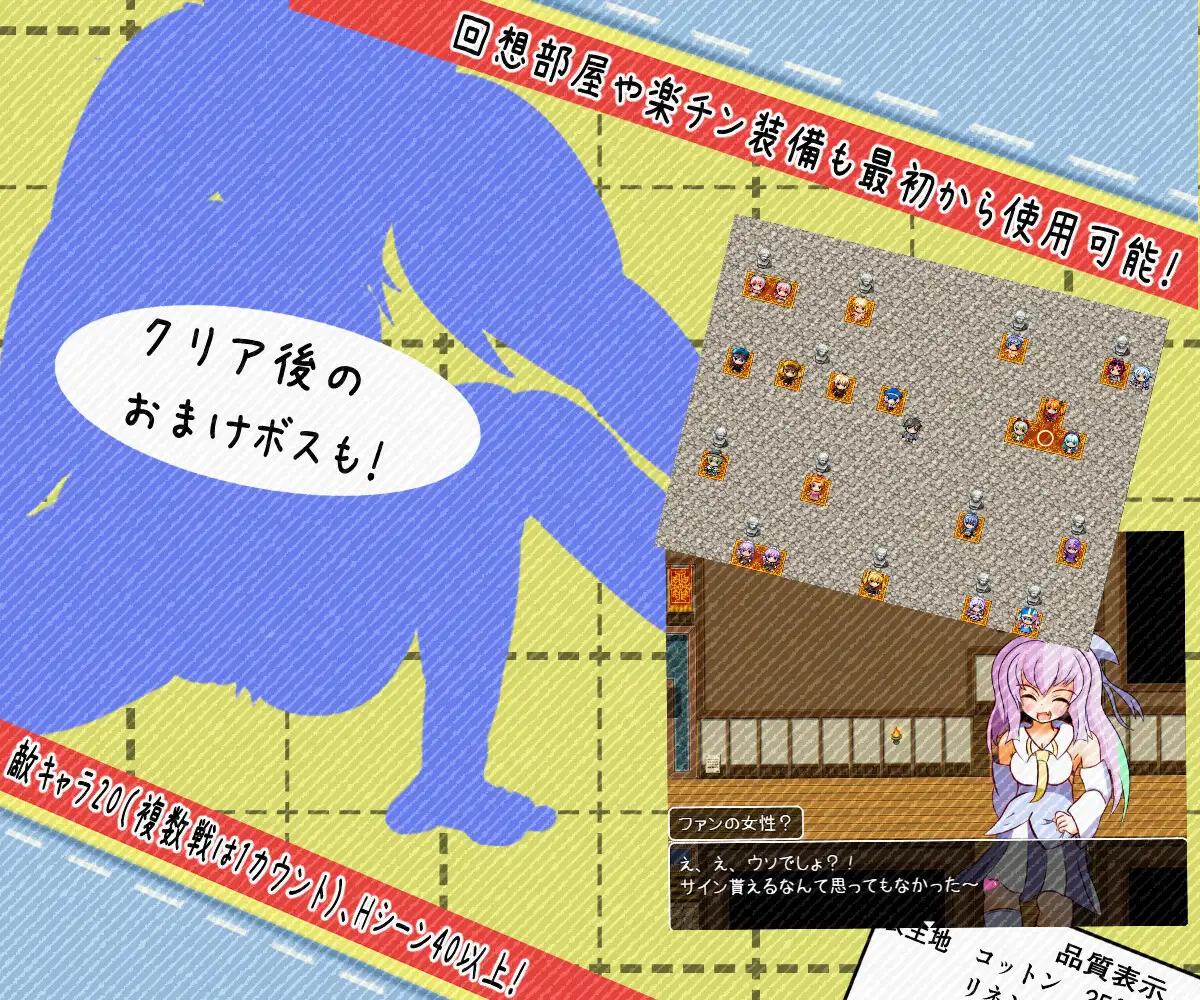 回想部屋や楽チン装備も最初から使用可能!
クリア後の
おまけボスも!
敵キャラ20(複数戦は1カウント)、Hシーン40以上!
ファンの女性?
え、え、ウソでしょ?!
サイン貰えるなんて思ってもなかった〜
品質表示
コットン